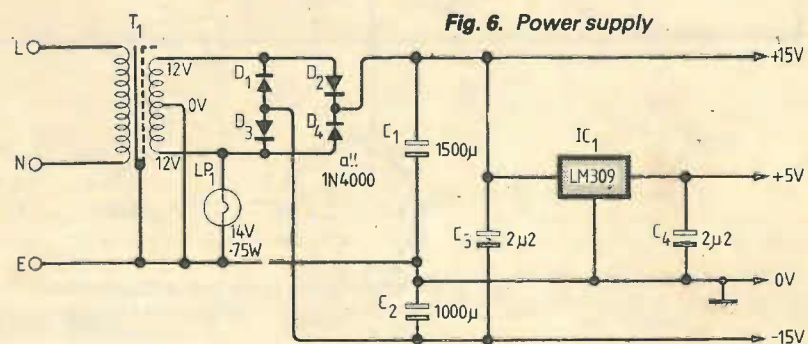 Fig. 6. Power supply
T1
L
N
E
12V
0V
12V
LP1
14V
·75W
D1
D2
D3
D4
all
1N4000
C1
1500μ
C2
1000μ
C3
2μ2
IC1
LM309
C4
2μ2
+15V
+5V
0V
-15V